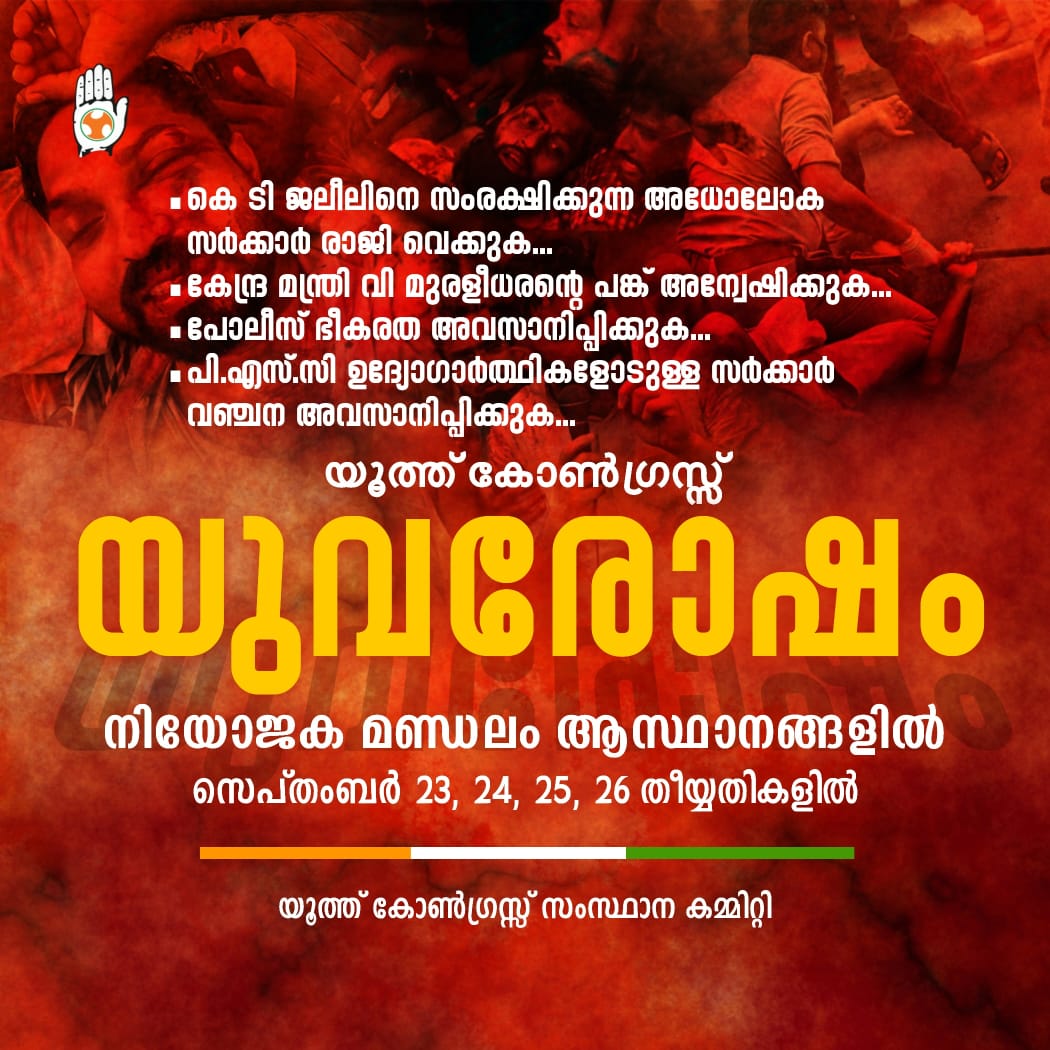 ▪ കെ ടി ജലീലിനെ സംരക്ഷിക്കുന്ന അധോലോക
സർക്കാർ രാജി വെക്കുക...
▪ കേന്ദ്ര മന്ത്രി വി മുരളീധരന്റെ പങ്ക് അന്വേഷിക്കുക...
▪ പോലീസ് ഭീകരത അവസാനിപ്പിക്കുക...
▪ പി.എസ്.സി ഉദ്യോഗാർത്ഥികളോടുള്ള സർക്കാർ
വഞ്ചന അവസാനിപ്പിക്കുക...
യൂത്ത് കോൺഗ്രസ്സ്
യുവരോഷം
നിയോജക മണ്ഡലം ആസ്ഥാനങ്ങളിൽ
സെപ്തംബർ 23, 24, 25, 26 തീയ്യതികളിൽ
യൂത്ത് കോൺഗ്രസ്സ് സംസ്ഥാന കമ്മിറ്റി